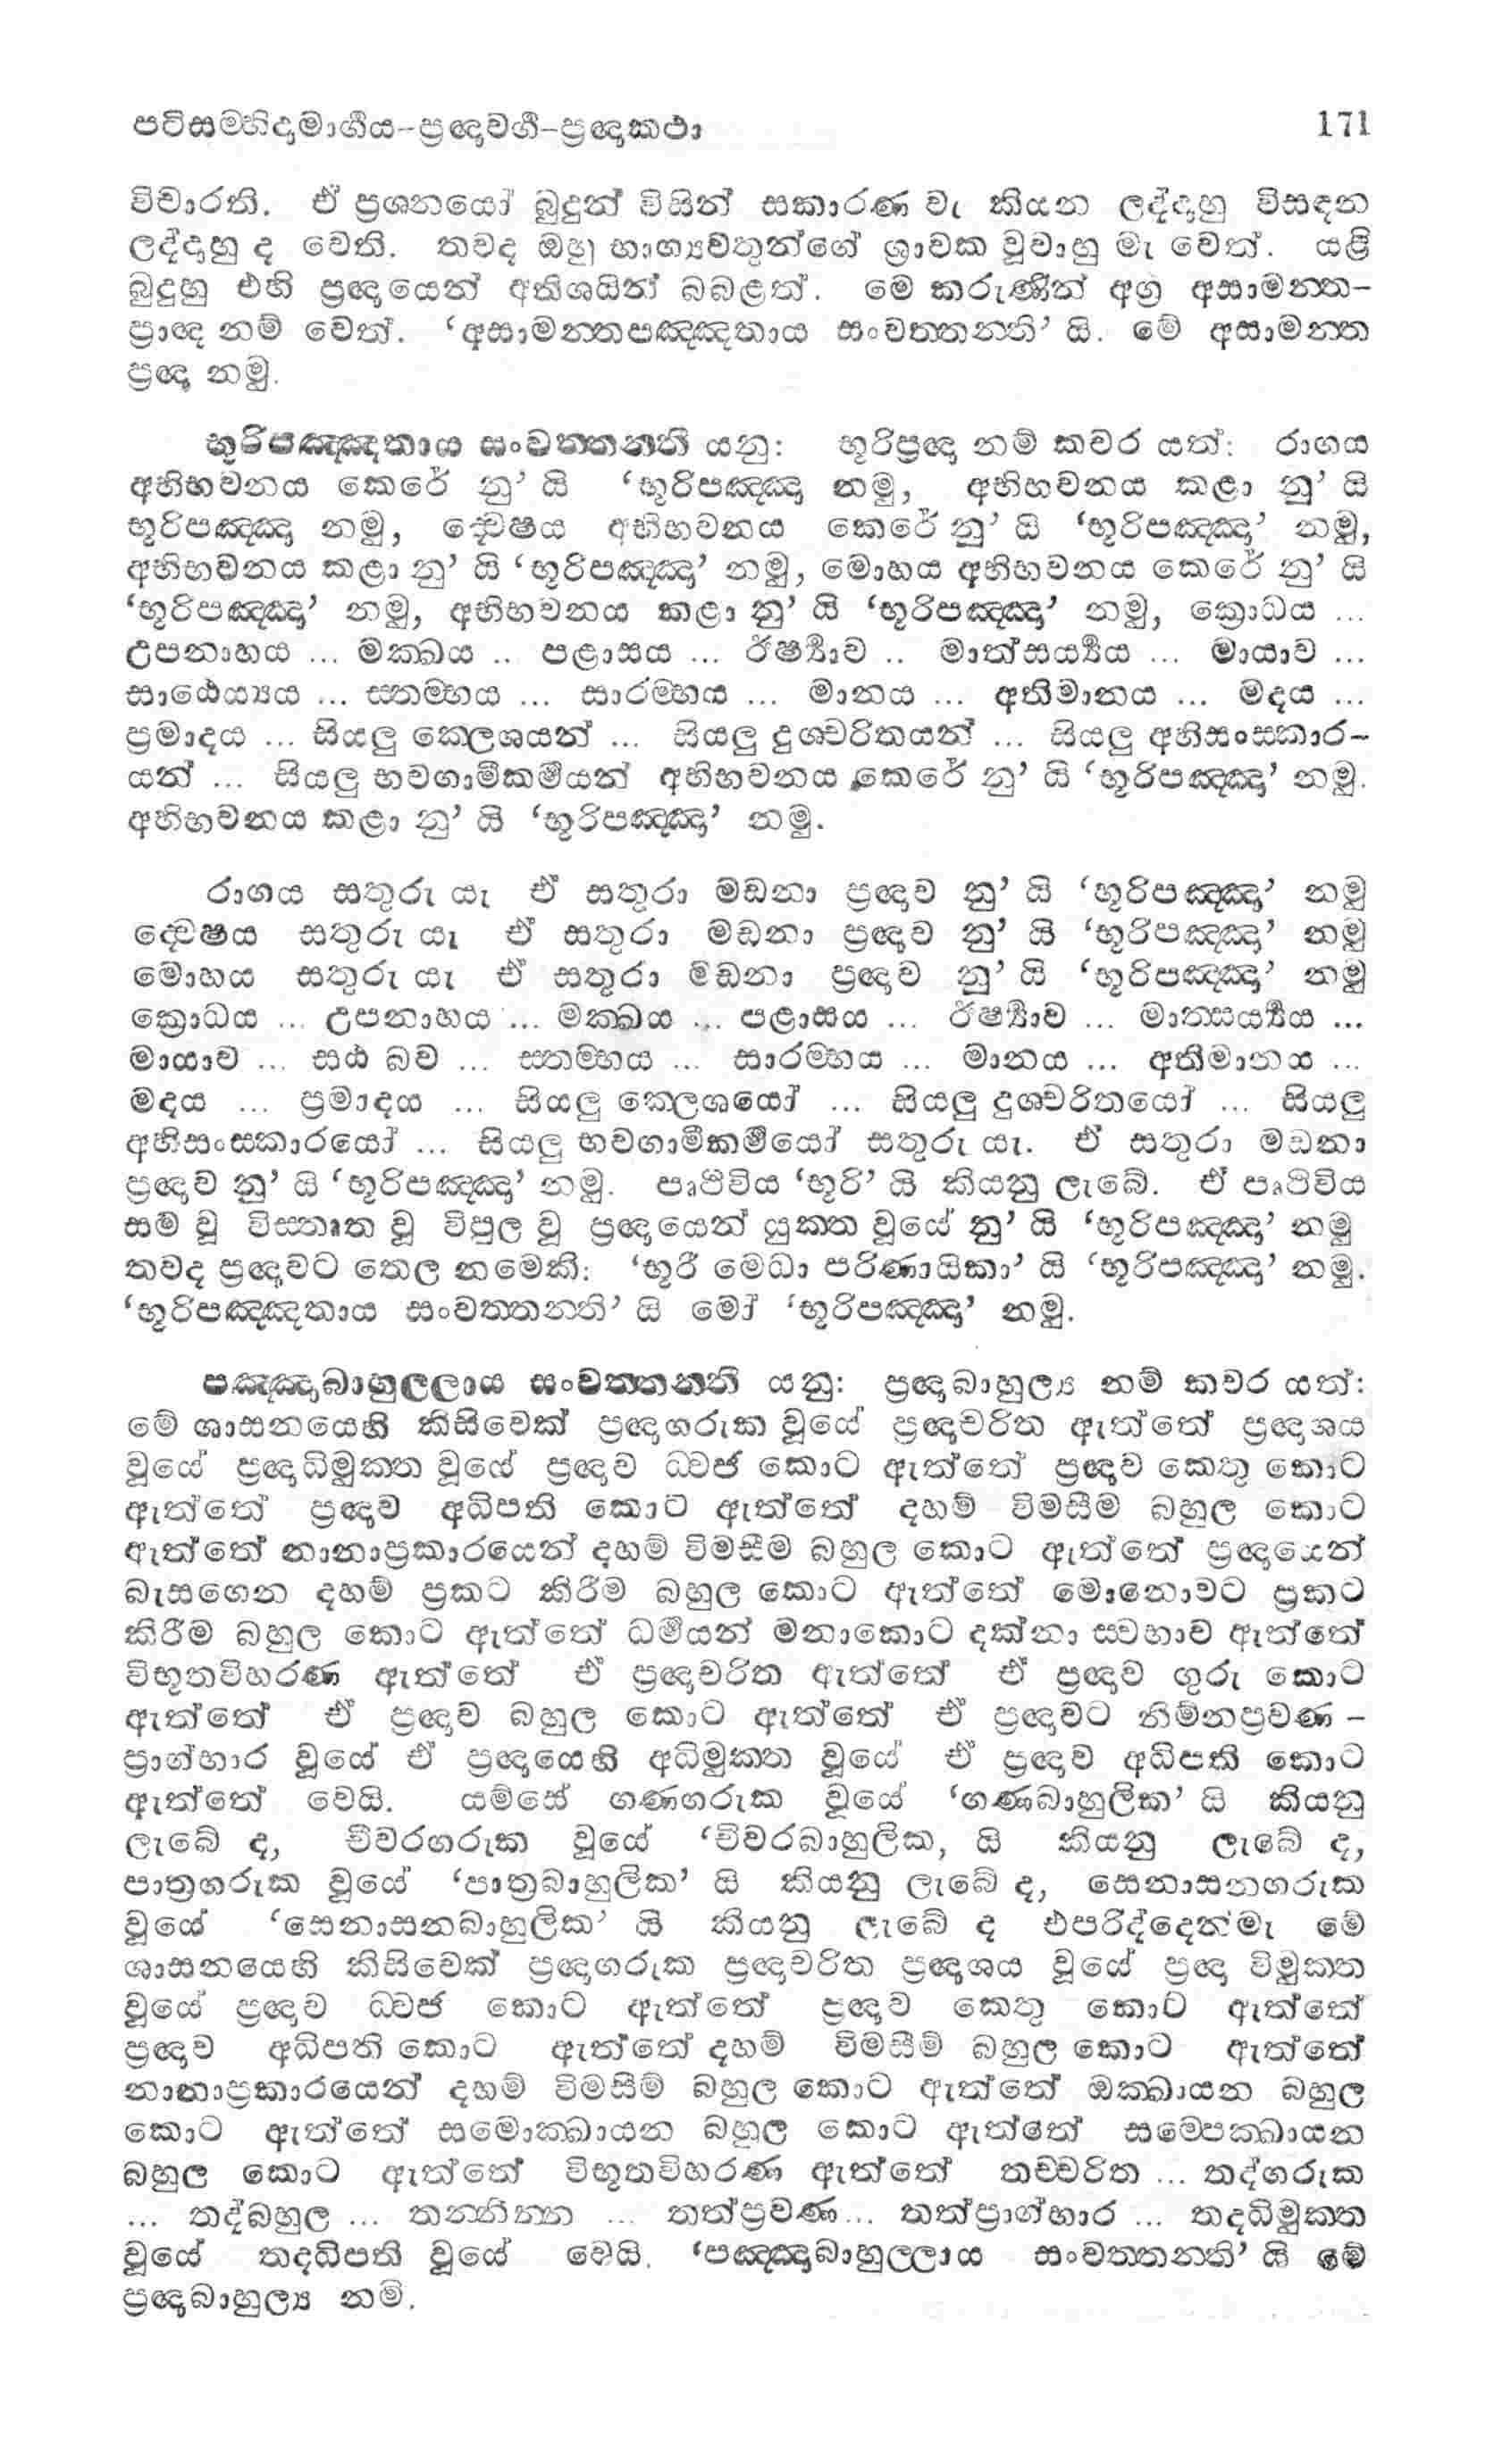 පටිසම්භිදාමාර්ගය-ප්‍රඥාවර්ග-ප්‍රඥාකථා 171
විචාරති. ඒ ප්‍රශ්නයෝ බුදුන් විසින් සකාරණ වැ කියන ලද්දාහු විසඳන
ලද්දාහු ද වෙති. තවද ඔහු භාග්‍යවතුන්ගේ ශ්‍රාවක වූවාහු මැ වෙත්. යළි
බුදුහු එහි ප්‍රඥායෙන් අතිශයින් බබළත්. මෙ කරුණින් අග්‍ර අසාමන්ත-
ප්‍රාඥ නම් වෙත්. ‘අසාමන්තපඤ්ඤතාය සංවත්තන්ති’ යි. මේ අසාමන්ත
ප්‍රඥා නමු.
භූරිපඤ්ඤතාය සංවත්තන්ති යනු: භූරිප්‍රඥා නම් කවර යත්: රාගය
අභිභවනය කෙරේ නු’ යි ‘භූරිපඤ්ඤා නමු, අභිභවනය කළා නු’ යි
භූරිපඤ්ඤා නමු, ද්වේෂය අභිභවනය කෙරේ නු’ යි ‘භූරිපඤ්ඤා’ නමු,
අභිභවනය කළා නු’ යි ‘භූරිපඤ්ඤා’ නමු, මොහය අභිභවනය කෙරේ නු’ යි
‘භූරිපඤ්ඤා’ නමු, අභිභවනය කළා නු’ යි ‘භූරිපඤ්ඤා’ නමු, ක්‍රොධය ...
උපනාහය ... මක්ඛය .. පළාසය ... ඊර්ෂ්‍යාව .. මාත්සර්‍ය්‍යය ... මායාව ...
සාඨෙය්‍යය ... ස්තම්භය ... සාරම්භය ... මානය ... අතිමානය ... මදය ...
ප්‍රමාදය ... සියලු ක්ලෙශයන් ... සියලු දුශ්චරිතයන් ... සියලු අභිසංස්කාර-
යන් ... සියලු භවගාමීකර්මයන් අභිභවනය කෙරේ නු’ යි ‘භූරිපඤ්ඤා’ නමු.
අභිභවනය කළා නු’ යි ‘භූරිපඤ්ඤා’ නමු.
රාගය සතුරු යැ ඒ සතුරා මඩනා ප්‍රඥාව නු’ යි ‘භූරිපඤ්ඤා’ නමු
ද්වේෂය සතුරු යැ ඒ සතුරා මඩනා ප්‍රඥාව නු’ යි ‘භූරිපඤ්ඤා’ නමු
මොහය සතුරු යැ ඒ සතුරා මඩනා ප්‍රඥාව නු’ යි ‘භූරිපඤ්ඤා’ නමු
ක්‍රොධය ... උපනාහය ... මක්ඛය ... පළාසය ... ඊර්ෂ්‍යාව ... මාත්සර්‍ය්‍යය ...
මායාව ... සඨ බව ... ස්තම්භය ... සාරම්භය ... මානය ... අතිමානය ...
මදය ... ප්‍රමාදය ... සියලු ක්ලෙශයෝ ... සියලු දුශ්චරිතයෝ ... සියලු
අභිසංස්කාරයෝ ... සියලු භවගාමීකර්මයෝ සතුරු යැ. ඒ සතුරා මඩනා
ප්‍රඥාව නු’ යි ‘භූරිපඤ්ඤා’ නමු. පෘථිවිය ‘භූරි’ යි කියනු ලැබේ. ඒ පෘථිවිය
සම වූ විස්තෘත වූ විපුල වූ ප්‍රඥායෙන් යුක්ත වූයේ නු’ යි ‘භූරිපඤ්ඤා’ නමු
තවද ප්‍රඥාවට තෙල නමෙකි: ‘භූරී මෙධා පරිණායිකා’ යි ‘භූරිපඤ්ඤා’ නමු.
‘භූරිපඤ්ඤතාය සංවත්තන්ති’ යි මෝ ‘භූරිපඤ්ඤා’ නමු.
පඤ්ඤාබාහුල්ලාය සංවත්තන්ති යනු: ප්‍රඥාබාහුල්‍ය නම් කවර යත්:
මේ ශාසනයෙහි කිසිවෙක් ප්‍රඥාගරුක වූයේ ප්‍රඥාචරිත ඇත්තේ ප්‍රඥාශය
වූයේ ප්‍රඥාධිමුක්ත වූයේ ප්‍රඥාව ධ්වජ කොට ඇත්තේ ප්‍රඥාව කෙතු කොට
ඇත්තේ ප්‍රඥාව අධිපති කොට ඇත්තේ දහම් විමසීම බහුල කොට
ඇත්තේ නානාප්‍රකාරයෙන් දහම් විමසීම බහුල කොට ඇත්තේ ප්‍රඥායෙන්
බැසගෙන දහම් ප්‍රකට කිරීම බහුල කොට ඇත්තේ මොනොවට ප්‍රකට
කිරීම බහුල කොට ඇත්තේ ධර්මයන් මනාකොට දක්නා ස්වභාව ඇත්තේ
විභූතවිහරණ ඇත්තේ ඒ ප්‍රඥාචරිත ඇත්තේ ඒ ප්‍රඥාව ගුරු කොට
ඇත්තේ ඒ ප්‍රඥාව බහුල කොට ඇත්තේ ඒ ප්‍රඥාවට නිම්නප්‍රවණ -
ප්‍රාග්භාර වූයේ ඒ ප්‍රඥායෙහි අධිමුක්ත වූයේ ඒ ප්‍රඥාව අධිපති කොට
ඇත්තේ වෙයි. යම්සේ ගණගරුක වූයේ ‘ගණබාහුලික’ යි කියනු
ලැබේ ද, චීවරගරුක වූයේ ‘චීවරබාහුලික, යි කියනු ලැබේ ද,
පාත්‍රගරුක වූයේ ‘පාත්‍රබාහුලික’ යි කියනු ලැබේ ද, සෙනාසනගරුක
වූයේ ‘සෙනාසනබාහුලික’ යි කියනු ලැබේ ද එපරිද්දෙන්මැ මේ
ශාසනයෙහි කිසිවෙක් ප්‍රඥාගරුක ප්‍රඥාචරිත ප්‍රඥාශය වූයේ ප්‍රඥා විමුක්ත
වූයේ ප්‍රඥාව ධ්වජ කොට ඇත්තේ ප්‍රඥාව කෙතු කොට ඇත්තේ
ප්‍රඥාව අධිපති කොට ඇත්තේ දහම් විමසීම් බහුල කොට ඇත්තේ
නානාප්‍රකාරයෙන් දහම් විමසීම් බහුල කොට ඇත්තේ ඔක්ඛායන බහුල
කොට ඇත්තේ සමොක්ඛායන බහුල කොට ඇත්තේ සම්පෙක්ඛායන
බහුල කොට ඇත්තේ විභූතවිහරණ ඇත්තේ තච්චරිත ... තද්ගරුක
... තද්බහුල ... තන්නින්න ... තත්ප්‍රවණ... තත්ප්‍රාග්භාර ... තදධිමුක්ත
වූයේ තදධිපති වූයේ වෙයි. ‘පඤ්ඤාබාහුල්ලාය සංවත්තන්ති’ යි මේ
ප්‍රඥාබාහුල්‍ය නමි.